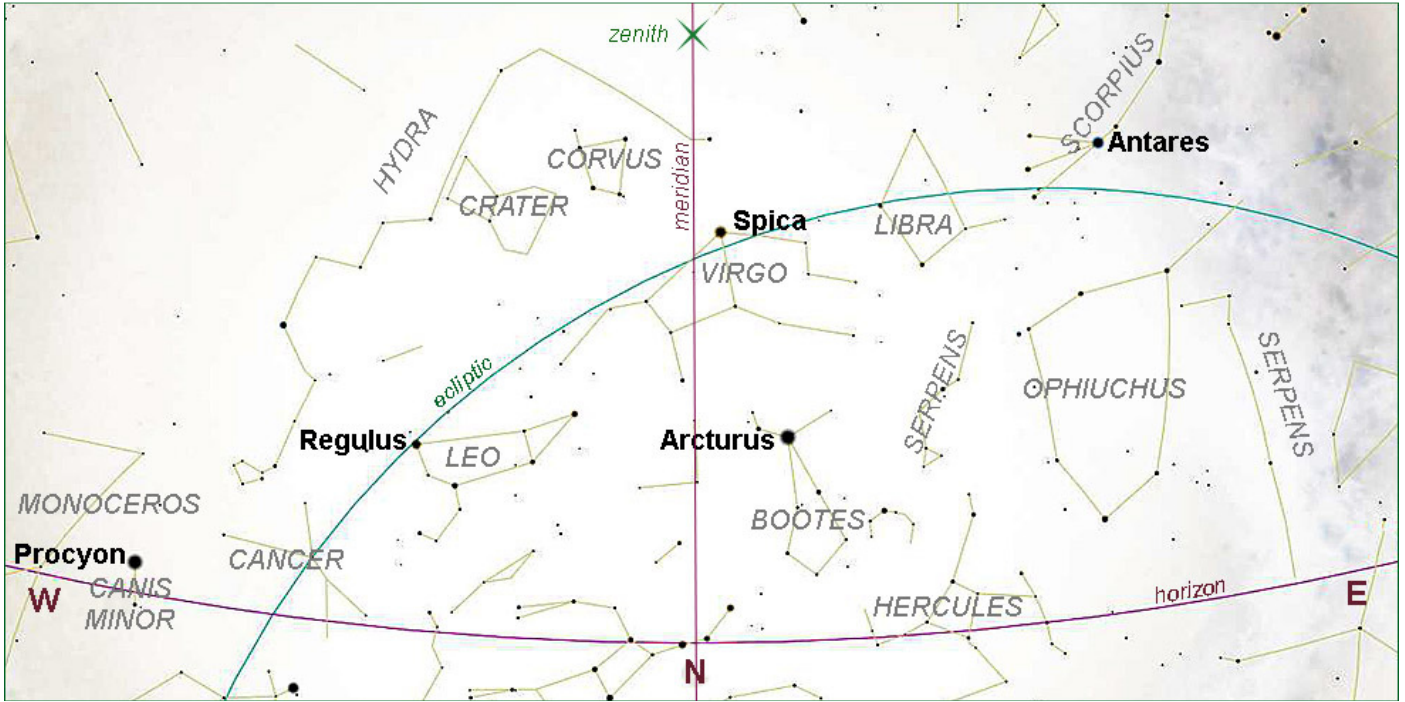 zenith
SCORPIUS
Antares
HYDRA
CORVUS
meridian
CRATER
Spica
LIBRA
VIRGO
ecliptic
SERPENS
OPHIUCHUS
SERPENS
Regulus
LEO
Arcturus
MONOCEROS
BOOTES
Procyon
CANCER
CANIS
MINOR
W
HERCULES
horizon
E
N